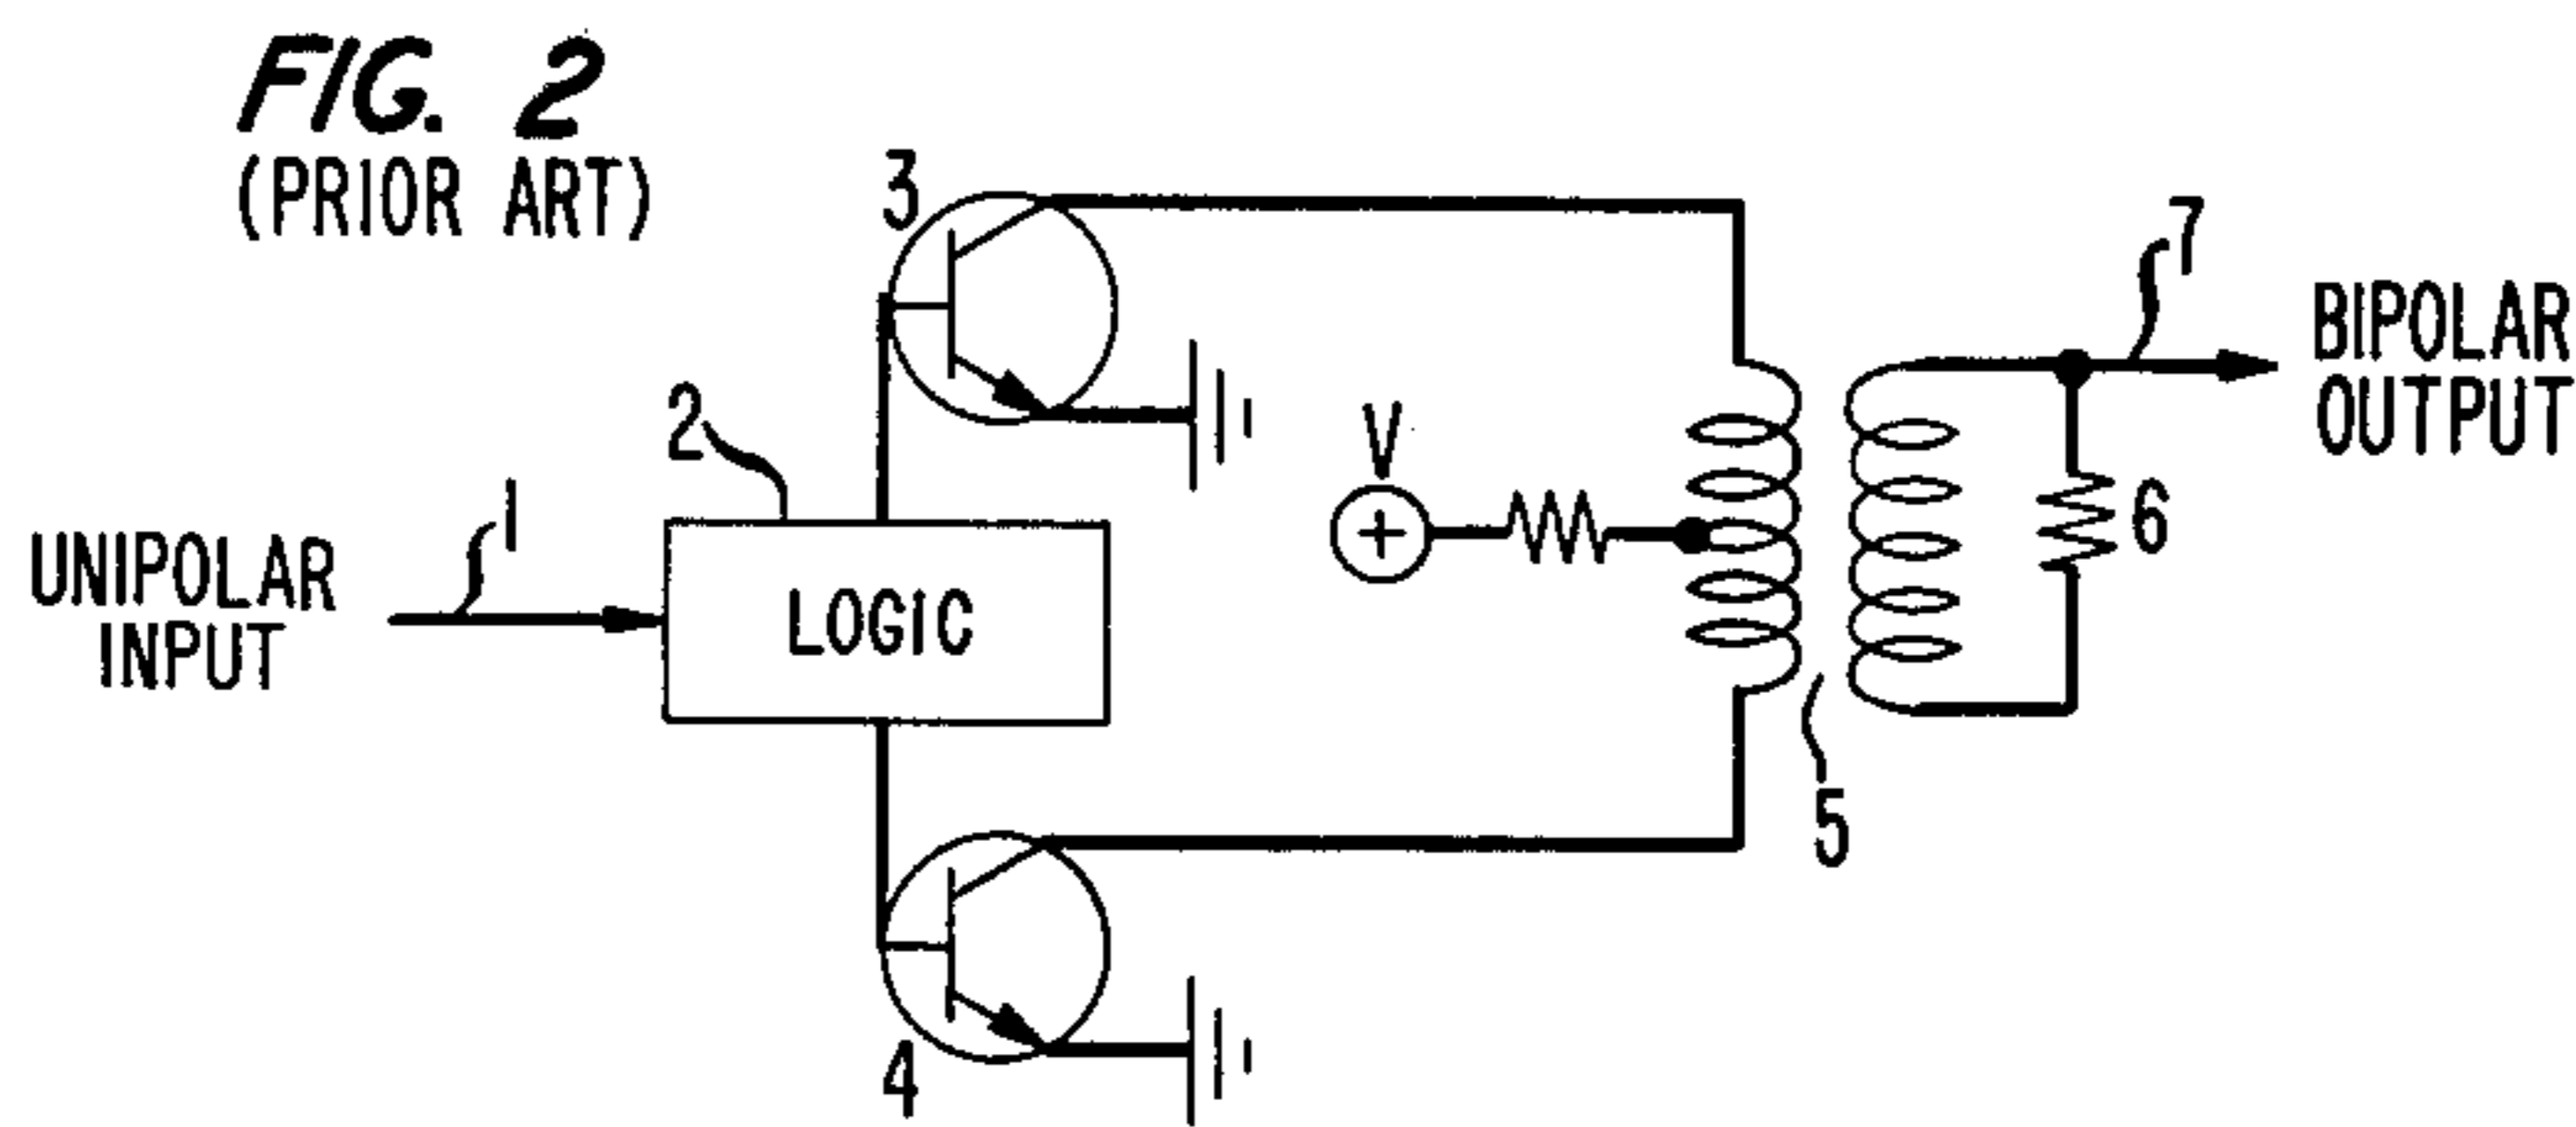 FIG. 2
(PRIOR ART)
3
7
BIPOLAR
OUTPUT
2
V
1
6
UNIPOLAR
INPUT
+
LOGIC
5
4